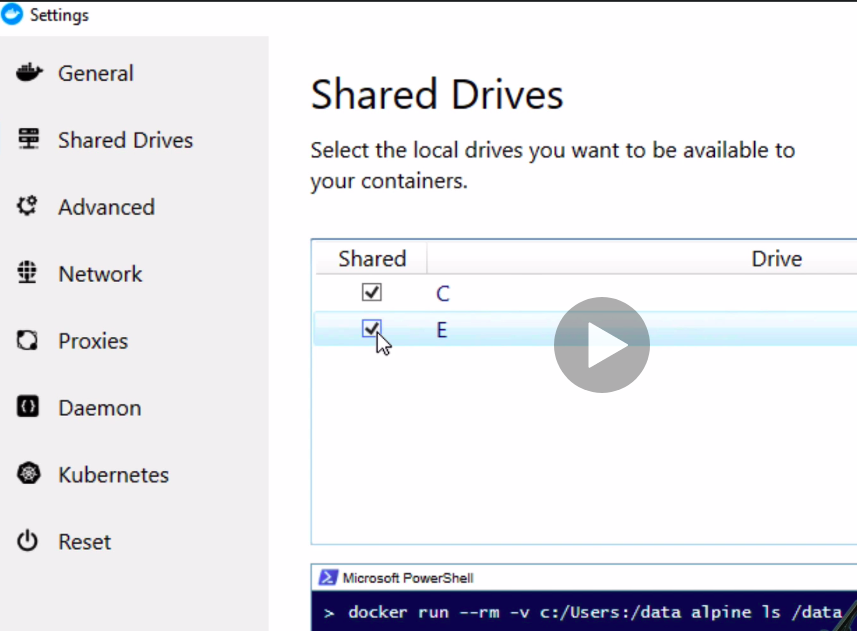 Settings
General
Shared Drives
Advanced
Network
Proxies
Daemon
Kubernetes
Reset
Shared Drives
Select the local drives you want to be available to
your containers.
Shared Drive
C
E
Microsoft PowerShell
> docker run --rm -v c:/Users:/data alpine ls /data